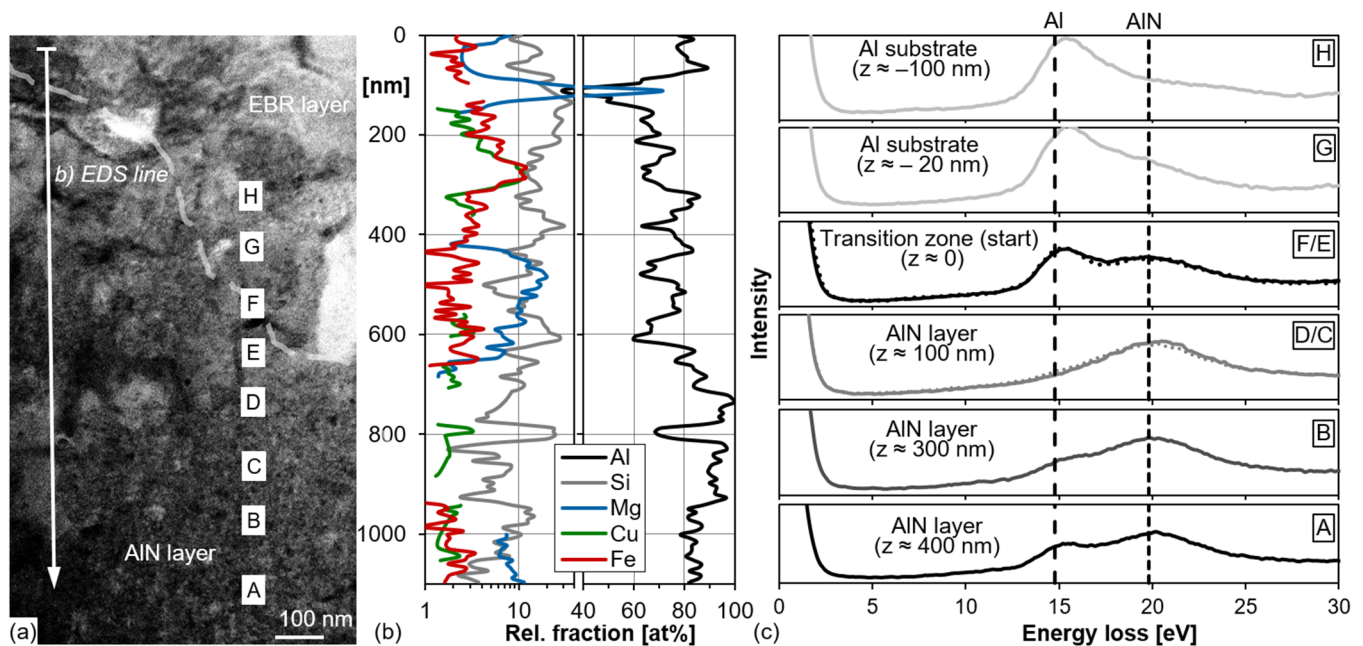 EBR layer
b) EDS line
H
G
F
E
D
C
B
A
AlN layer
100 nm
(a)
0
[nm]
200
400
600
800
1000
Al
Si
Mg
Cu
Fe
1
10
40
40
60
80
100
(b)
Rel. fraction [at%]
Al
AlN
Al substrate
(z ≈ –100 nm)
H
Al substrate
(z ≈ – 20 nm)
G
Transition zone (start)
(z ≈ 0)
F/E
AlN layer
(z ≈ 100 nm)
D/C
AlN layer
(z ≈ 300 nm)
B
AlN layer
(z ≈ 400 nm)
A
Intensity
0
5
10
15
20
25
30
(c)
Energy loss [eV]